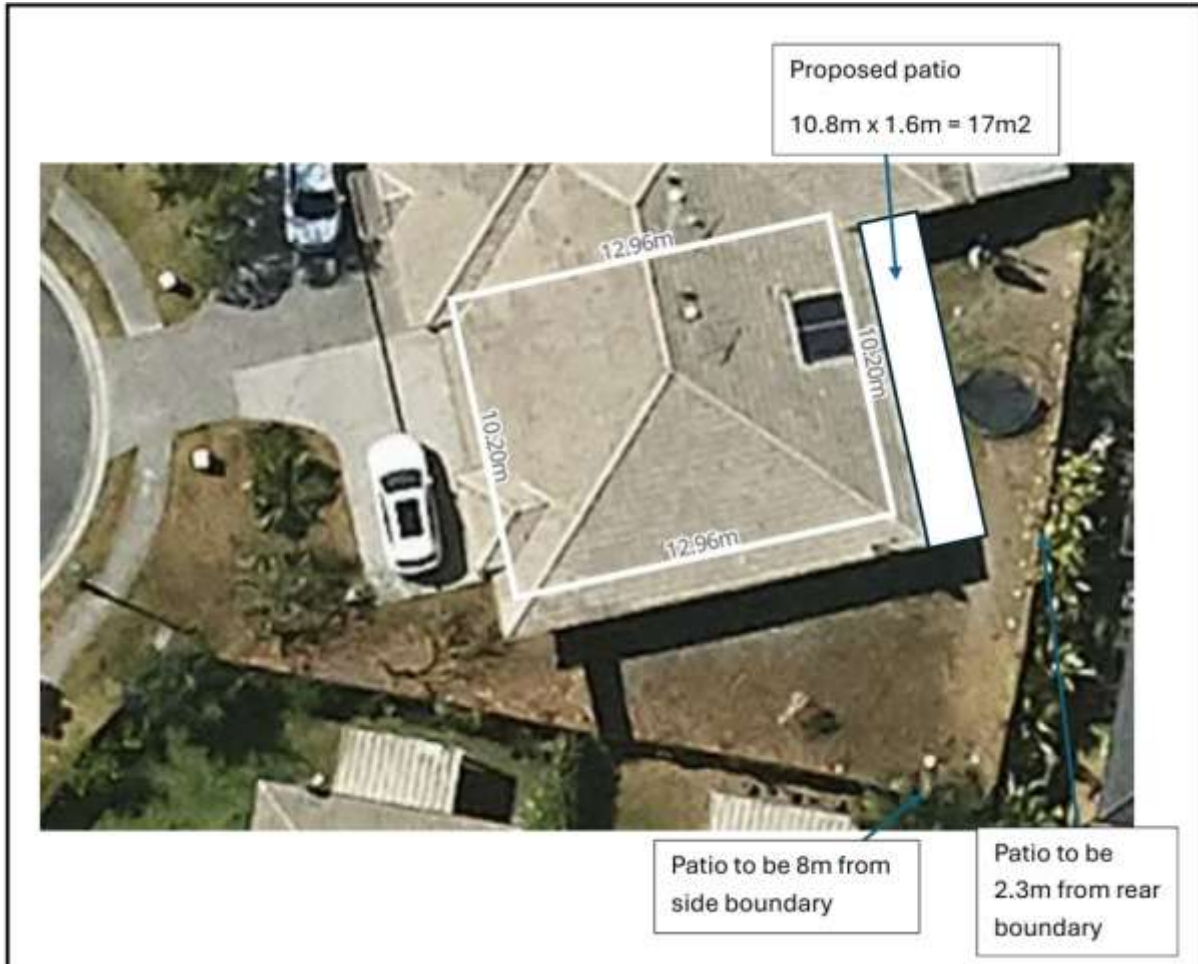 Proposed patio
10.8m x 1.6m = 17m2
12.96m
10.20m
10.20m
12.96m
Patio to be 8m from
side boundary
Patio to be
2.3m from rear
boundary